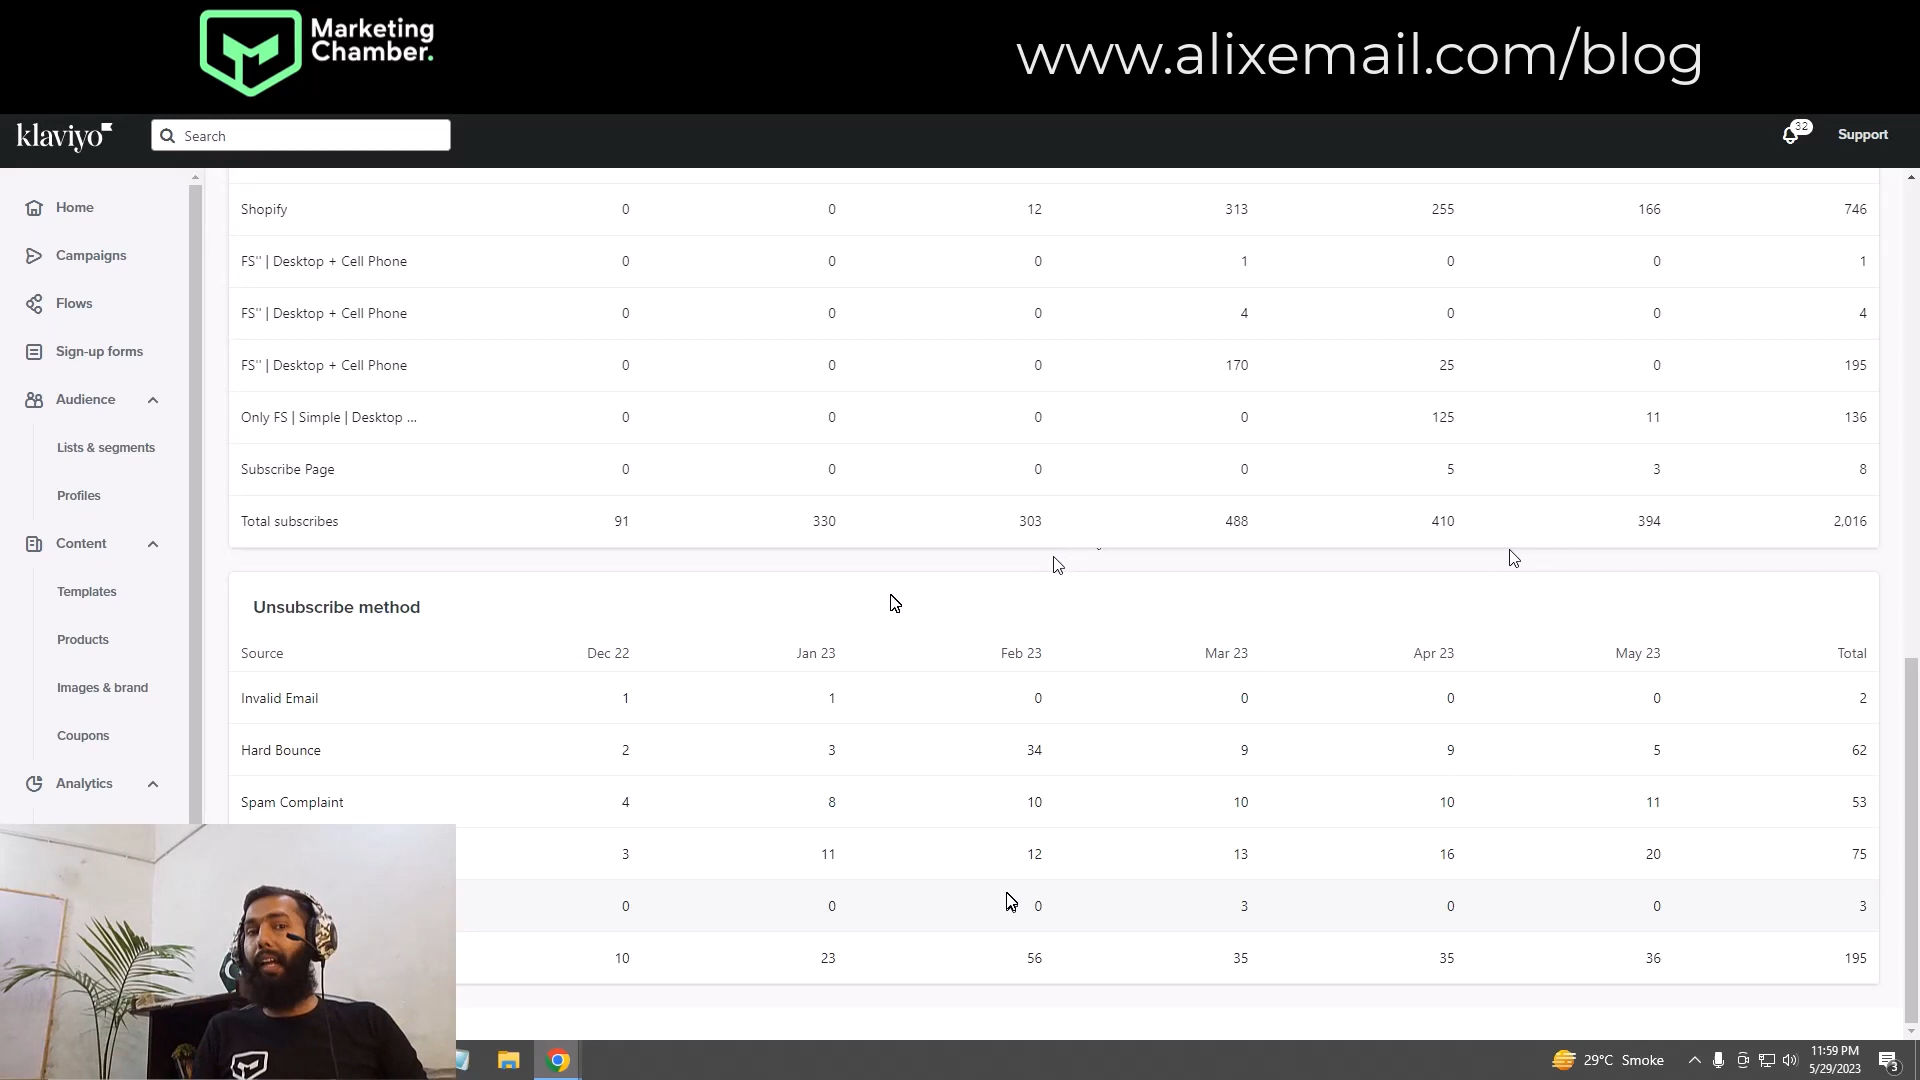 Marketing
Chamber.
www.alixemail.com/blog
klaviyo
Search
32
Support
Home
Campaigns
Flows
Sign-up forms
Audience
Lists & segments
Profiles
Content
Templates
Products
Images & brand
Coupons
Analytics
Shopify 0 0 12 313 255 166 746
FS" | Desktop + Cell Phone 0 0 0 1 0 0 1
FS" | Desktop + Cell Phone 0 0 0 4 0 0 4
FS" | Desktop + Cell Phone 0 0 0 170 25 0 195
Only FS | Simple | Desktop ... 0 0 0 0 125 11 136
Subscribe Page 0 0 0 0 5 3 8
Total subscribes 91 330 303 488 410 394 2,016
Unsubscribe method
Source Dec 22 Jan 23 Feb 23 Mar 23 Apr 23 May 23 Total
Invalid Email 1 1 0 0 0 0 2
Hard Bounce 2 3 34 9 9 5 62
Spam Complaint 4 8 10 10 10 11 53
3 11 12 13 16 20 75
0 0 0 3 0 0 3
10 23 56 35 35 36 195
29°C Smoke
11:59 PM
5/29/2023
3